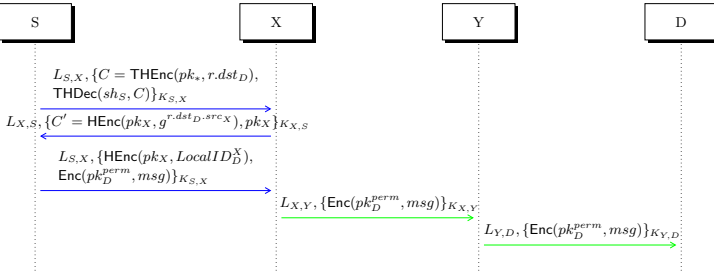 S X Y D
L_{S,X}, {C = THEnc(pk_*, r.dst_D),
THDec(sh_S, C)}_{K_{S,X}}
L_{X,S}, {C' = HEnc(pk_X, g^{r.dst_D.src_X}), pk_X}_{K_{X,S}}
L_{S,X}, {HEnc(pk_X, LocalID_D^X),
Enc(pk_D^{perm}, msg)}_{K_{S,X}}
L_{X,Y}, {Enc(pk_D^{perm}, msg)}_{K_{X,Y}}
L_{Y,D}, {Enc(pk_D^{perm}, msg)}_{K_{Y,D}}